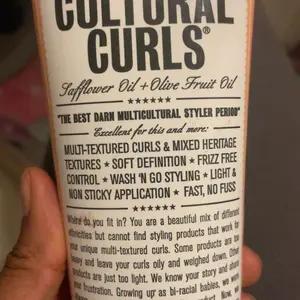 CULTURAL
CURLS®
Safflower Oil + Olive Fruit Oil
★★★★★★
"THE BEST DARN MULTICULTURAL STYLER PERIOD"
Excellent for this and more:
MULTI-TEXTURED CURLS & MIXED HERITAGE
TEXTURES ★ SOFT DEFINITION ★ FRIZZ FREE
CONTROL ★ WASH 'N GO STYLING ★ LIGHT &
NON STICKY APPLICATION ★ FAST, NO FUSS
★★★★★★
Where do you fit in? You are a beautiful mix of different
ethnicities but cannot find styling products that work for
your unique multi-textured curls. Some products are too
heavy and leave your curls oily and weighed down. Other
products are just too light. We know your story and share
your frustration. Growing up as bi-racial babies, we